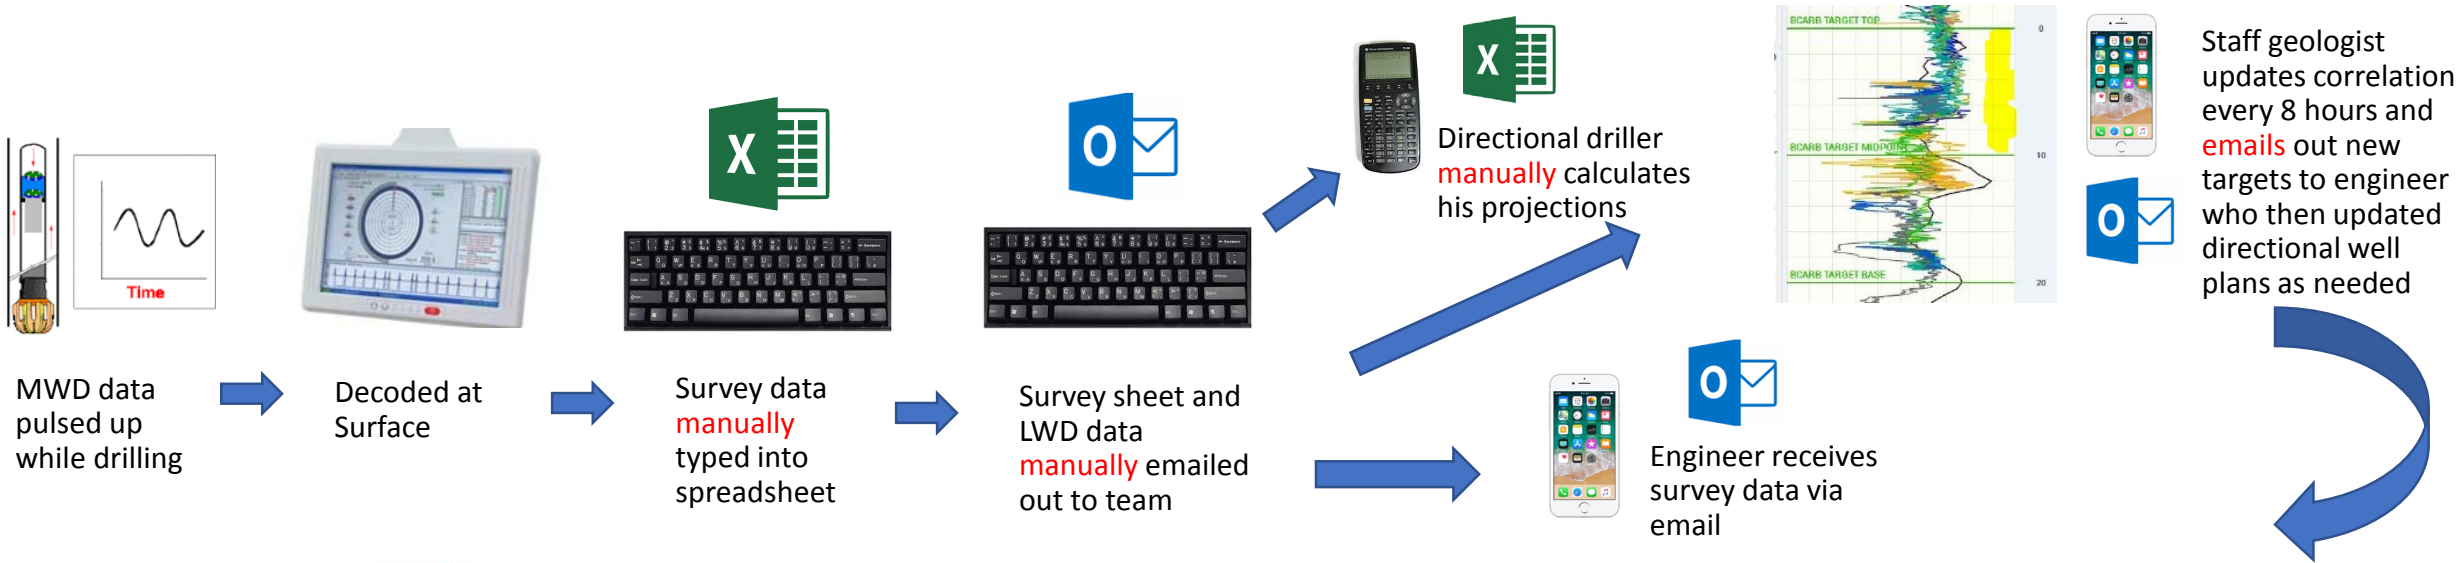 MWD data
pulsed up
while drilling
Time
Decoded at
Surface
X
Survey data
manually
typed into
spreadsheet
O
Survey sheet and
LWD data
manually emailed
out to team
X
Directional driller
manually calculates
his projections
O
Engineer receives
survey data via
email
BCARB TARGET TOP
0
BCARB TARGET MIDPOINT
10
BCARB TARGET BASE
20
O
Staff geologist
updates correlation
every 8 hours and
emails out new
targets to engineer
who then updated
directional well
plans as needed